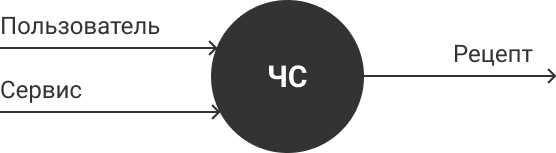 Пользователь
Сервис
ЧС
Рецепт